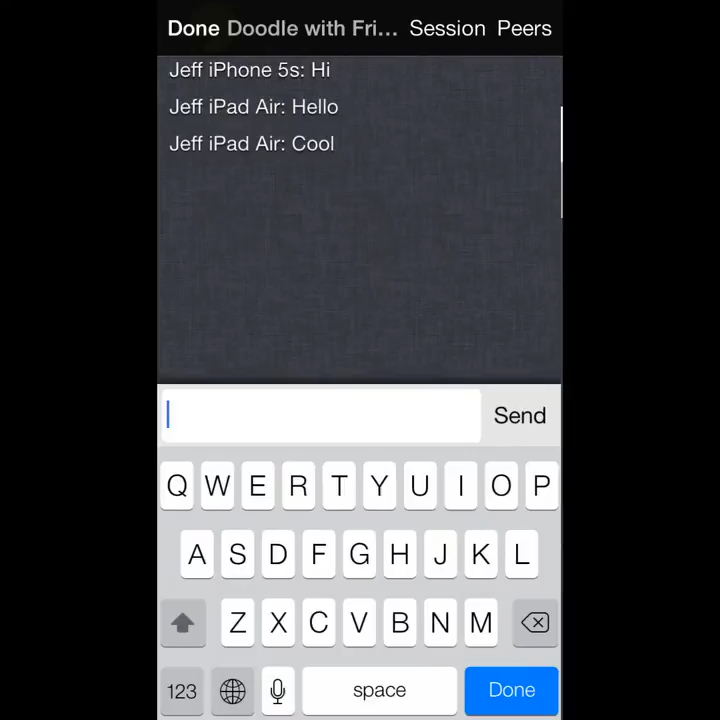 Done Doodle with Fri... Session Peers
Jeff iPhone 5s: Hi
Jeff iPad Air: Hello
Jeff iPad Air: Cool
Send
Q W E R T Y U I O P
A S D F G H J K L
Z X C V B N M
123 space Done